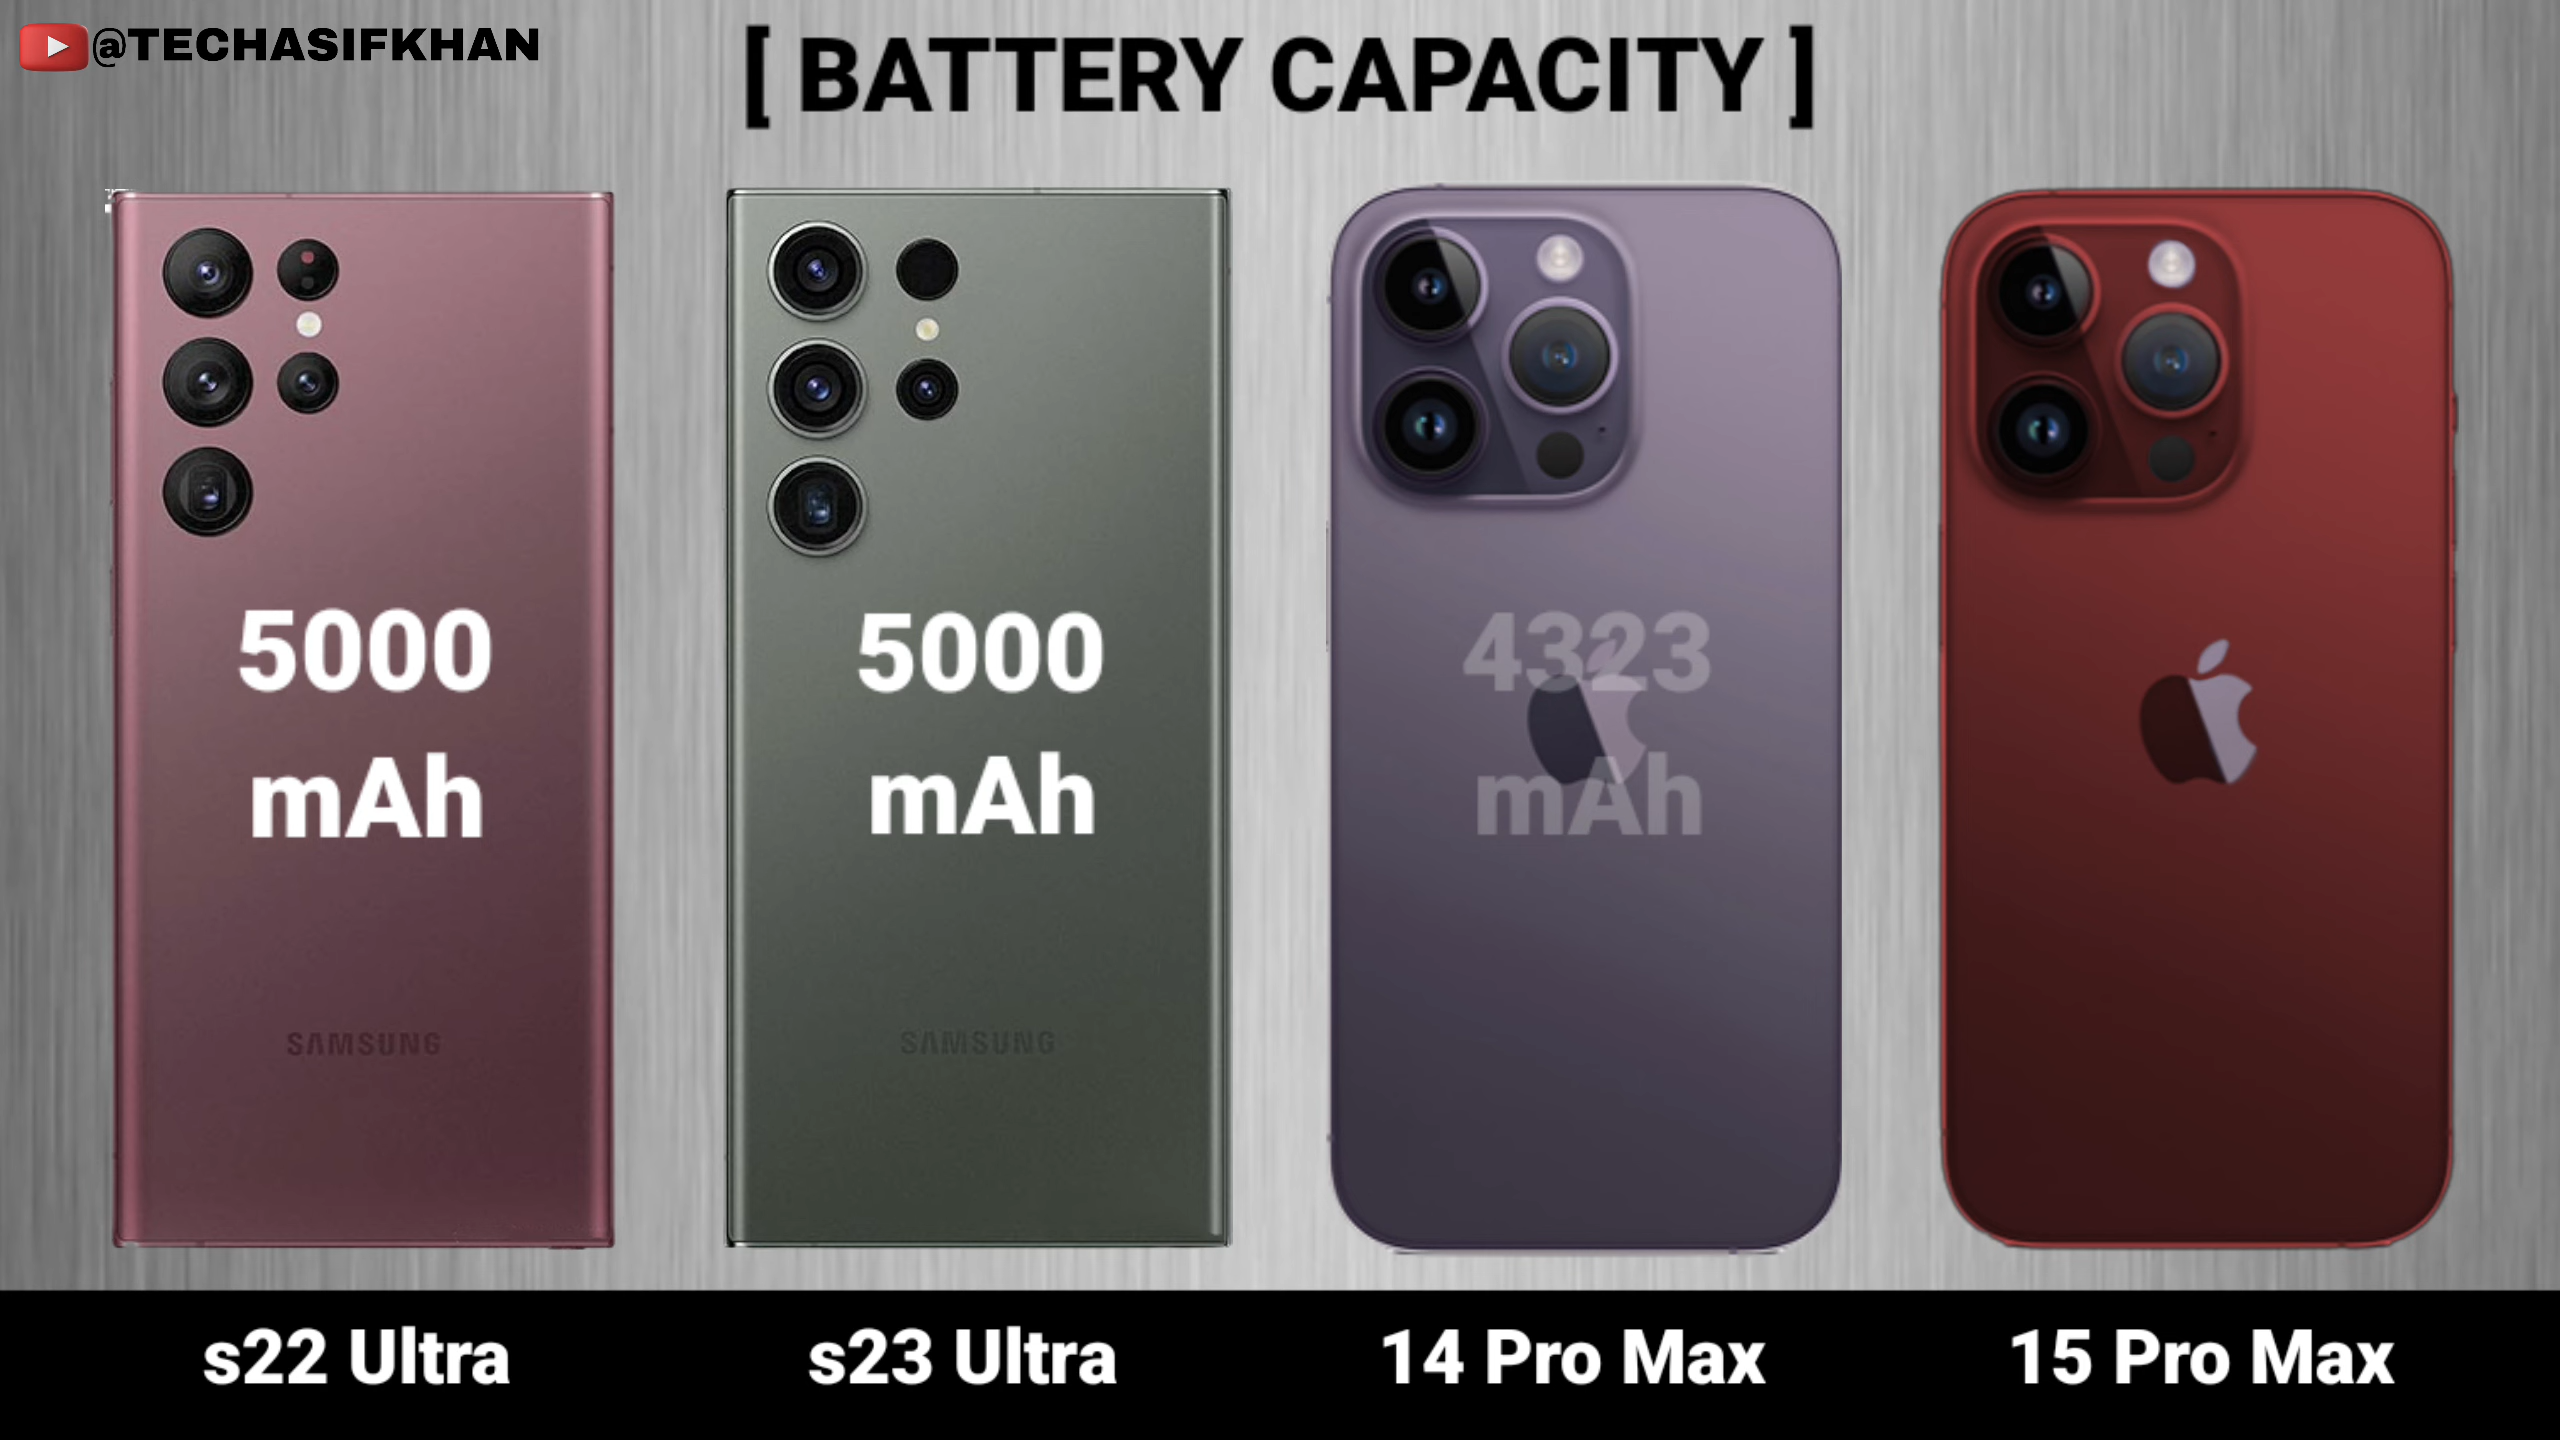 @TECHASIFKHAN
[ BATTERY CAPACITY ]
5000
mAh
SAMSUNG
5000
mAh
SAMSUNG
4323
mAh
s22 Ultra
s23 Ultra
14 Pro Max
15 Pro Max